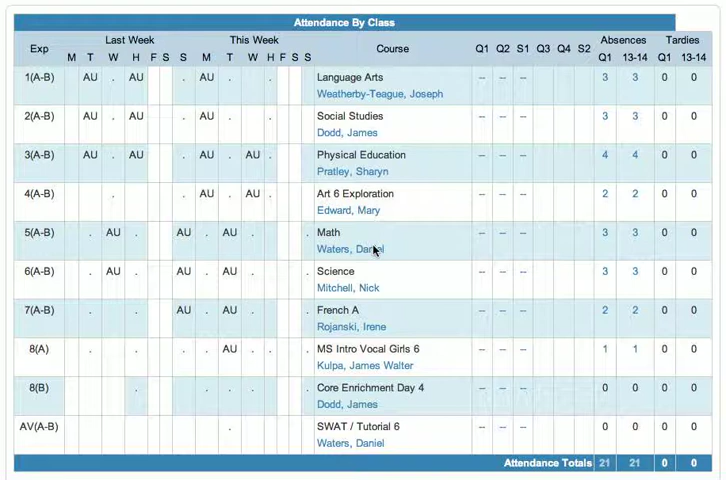 Attendance By Class
Exp Last Week This Week Course Q1 Q2 S1 Q3 Q4 S2 Absences Tardies
M T W H F S S M T W H F S S Q1 13-14 Q1 13-14
1(A-B) AU . AU . AU . . Language Arts -- -- -- 3 3 0 0
Weatherby-Teague, Joseph
2(A-B) AU . AU . AU . . Social Studies -- -- -- 3 3 0 0
Dodd, James
3(A-B) AU . AU . AU . AU . Physical Education -- -- -- 4 4 0 0
Pratley, Sharyn
4(A-B) . . AU . AU . Art 6 Exploration -- -- -- 2 2 0 0
Edward, Mary
5(A-B) . AU . AU . AU . . Math -- -- -- 3 3 0 0
Waters, Daniel
6(A-B) . AU . AU . AU . . Science -- -- -- 3 3 0 0
Mitchell, Nick
7(A-B) . . AU . AU . . French A -- -- -- 2 2 0 0
Rojanski, Irene
8(A) . . . . AU . . MS Intro Vocal Girls 6 -- -- -- 1 1 0 0
Kulpa, James Walter
8(B) . . . . . Core Enrichment Day 4 -- -- -- 0 0 0 0
Dodd, James
AV(A-B) . SWAT / Tutorial 6 -- -- -- 0 0 0 0
Waters, Daniel
Attendance Totals 21 21 0 0